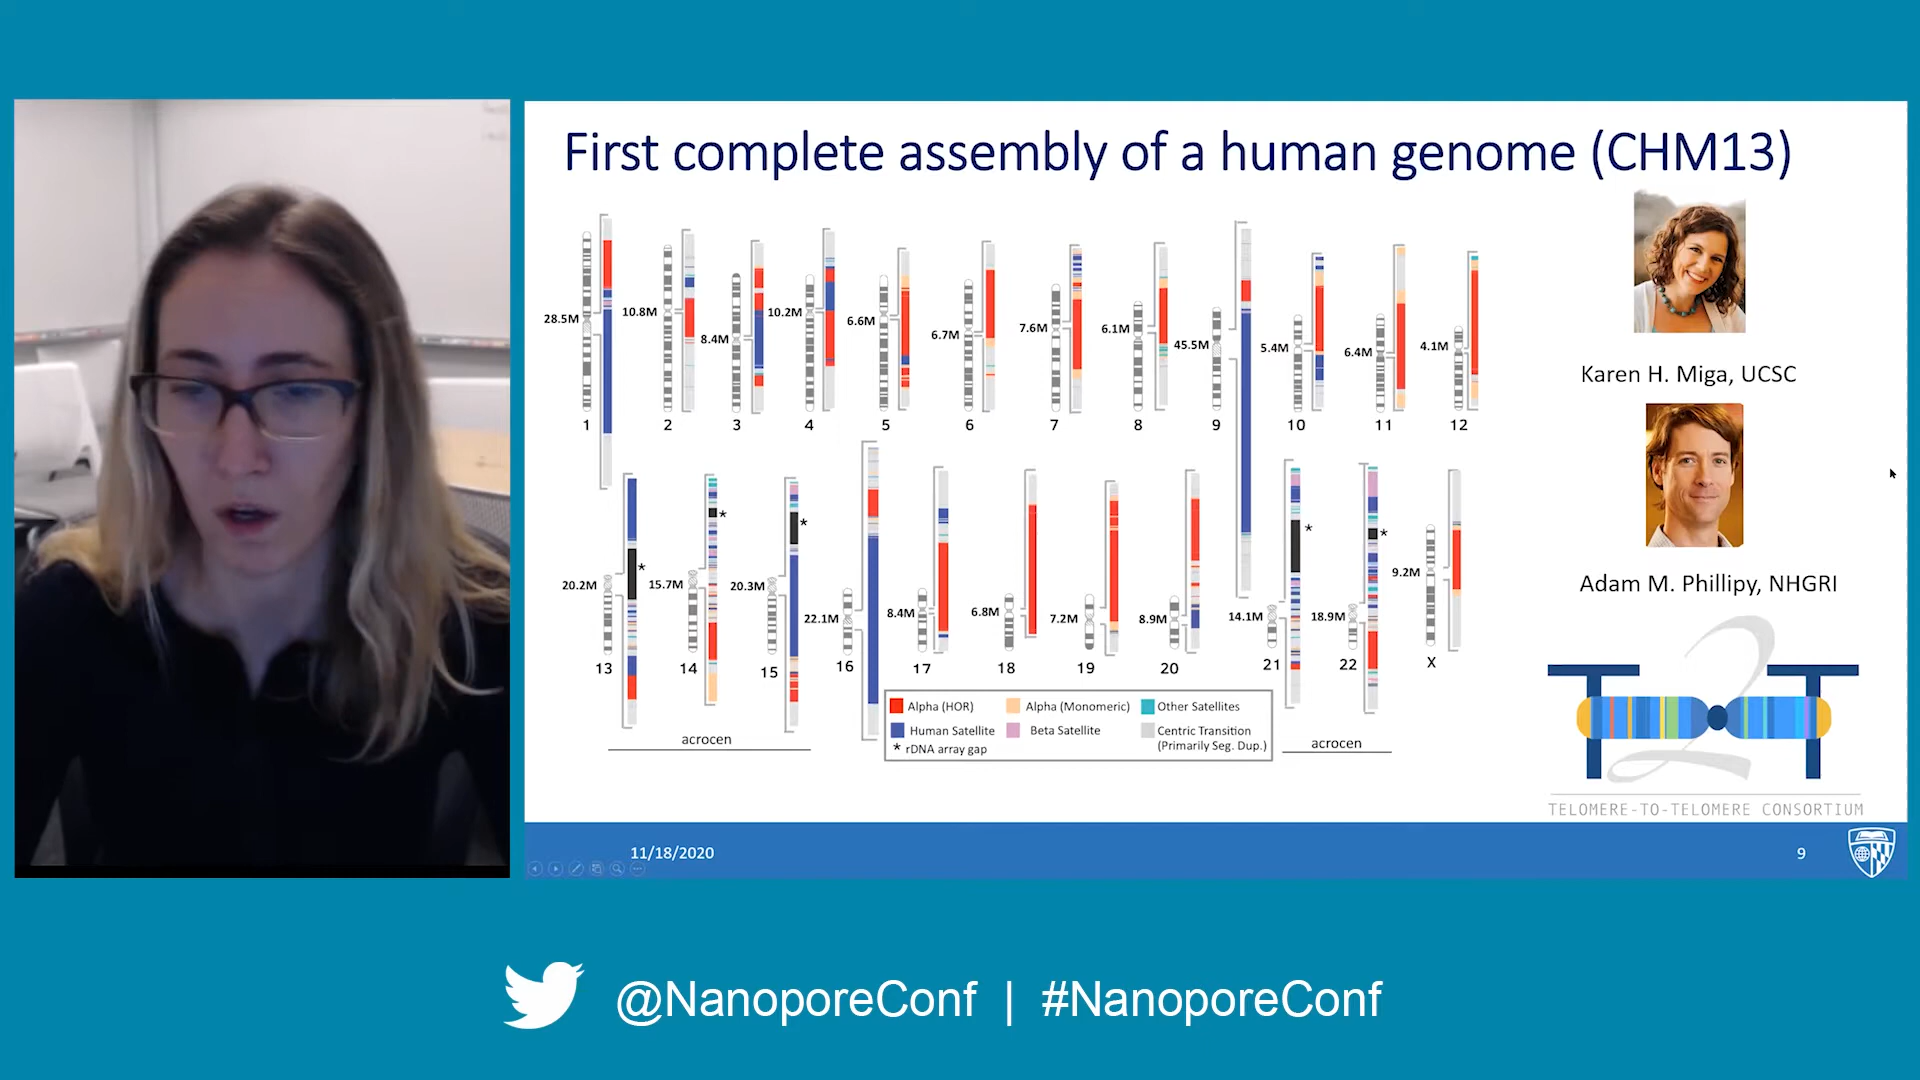 First complete assembly of a human genome (CHM13)
28.5M
10.8M
8.4M
10.2M
6.6M
6.7M
7.6M
6.1M
45.5M
5.4M
6.4M
4.1M
1
2
3
4
5
6
7
8
9
10
11
12
20.2M
*
15.7M
*
20.3M
*
22.1M
8.4M
6.8M
7.2M
8.9M
14.1M
*
18.9M
*
9.2M
13
14
15
16
17
18
19
20
21
22
X
acrocen
acrocen
Alpha (HOR)
Alpha (Monomeric)
Other Satellites
Human Satellite
Beta Satellite
Centric Transition
(Primarily Seg. Dup.)
* rDNA array gap
Karen H. Miga, UCSC
Adam M. Phillipy, NHGRI
T2T
TELOMERE-TO-TELOMERE CONSORTIUM
11/18/2020
9
@NanoporeConf | #NanoporeConf